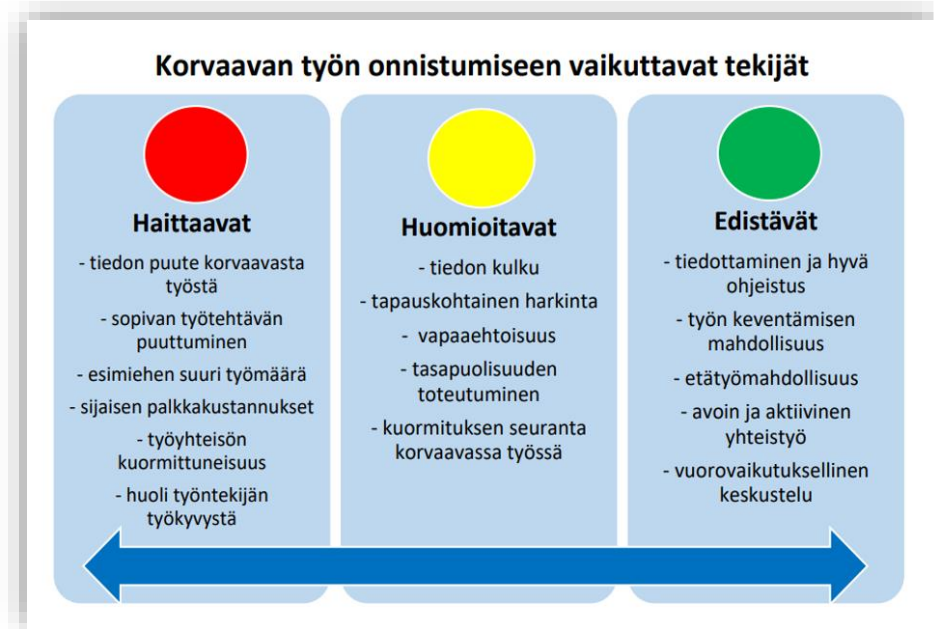 Korvaavan työn onnistumiseen vaikuttavat tekijät
Haittaavat
- tiedon puute korvaavasta
työstä
- sopivan työtehtävän
puuttuminen
- esimiehen suuri työmäärä
- sijaisen palkkakustannukset
- työyhteisön
kuormittuneisuus
- huoli työntekijän
työkyvystä
Huomioitavat
- tiedon kulku
- tapauskohtainen harkinta
- vapaaehtoisuus
- tasapuolisuuden
toteutuminen
- kuormituksen seuranta
korvaavassa työssä
Edistävät
- tiedottaminen ja hyvä
ohjeistus
- työn keventämisen
mahdollisuus
- etätyömahdollisuus
- avoin ja aktiivinen
yhteistyö
- vuorovaikutuksellinen
keskustelu